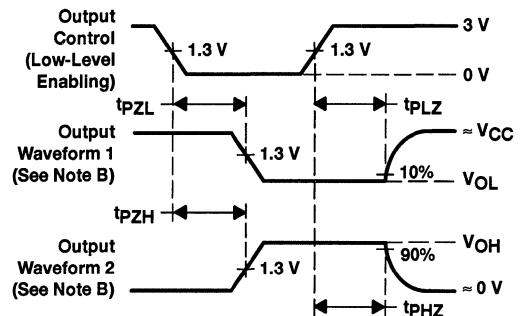 Output
Control
(Low-Level
Enabling)
1.3 V
1.3 V
3 V
0 V
tPZL
tPLZ
Output
Waveform 1
(See Note B)
1.3 V
≈ VCC
10%
VOL
tPZH
Output
Waveform 2
(See Note B)
1.3 V
VOH
90%
≈ 0 V
tPHZ